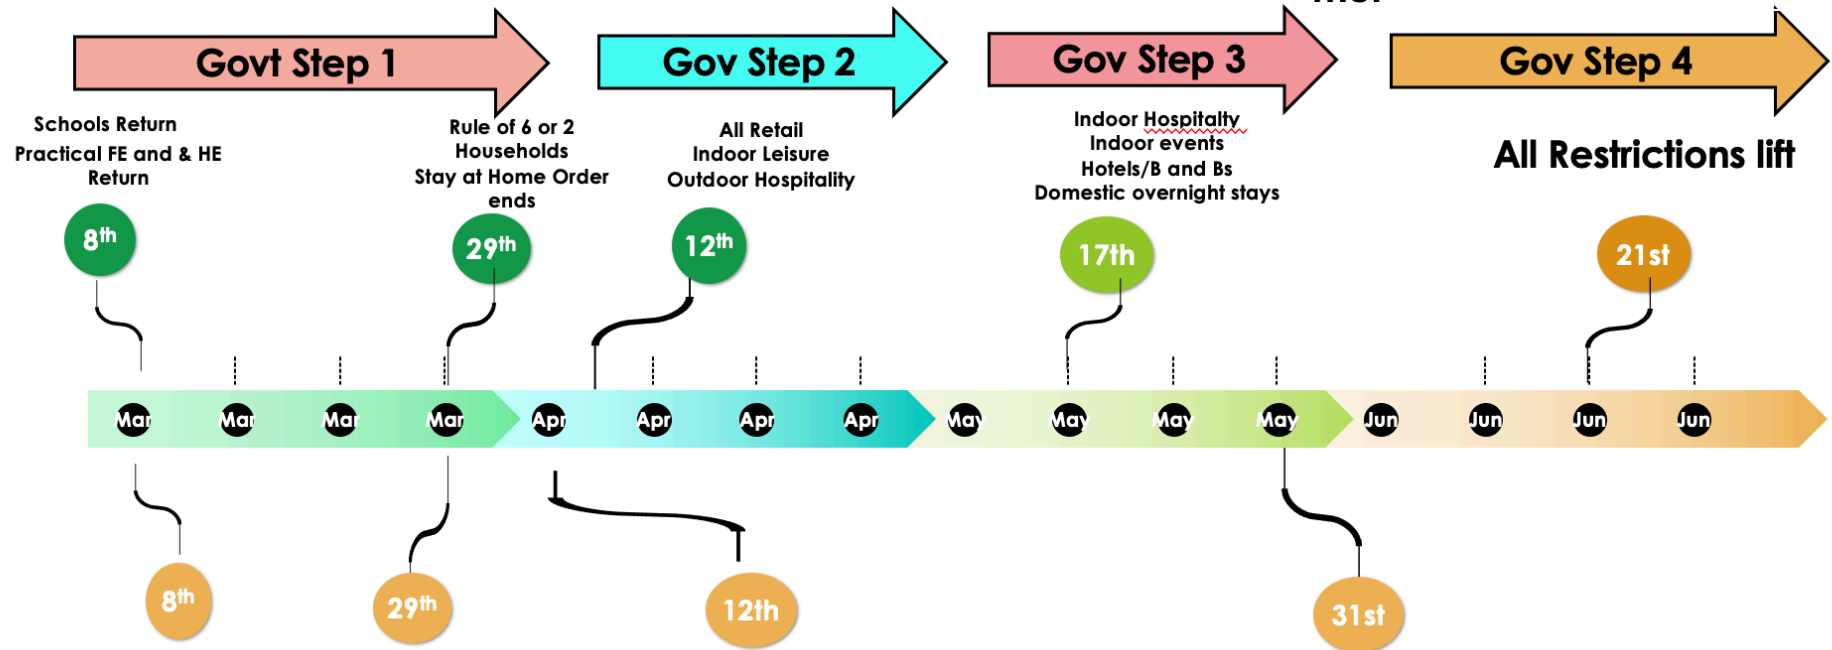 Govt Step 1
Gov Step 2
Gov Step 3
Gov Step 4
Schools Return
Practical FE and & HE
Return
Rule of 6 or 2
Households
Stay at Home Order
ends
All Retail
Indoor Leisure
Outdoor Hospitality
Indoor Hospitalty
Indoor events
Hotels/B and Bs
Domestic overnight stays
All Restrictions lift
8th
29th
12th
17th
21st
Mar
Mar
Mar
Mar
Apr
Apr
Apr
Apr
May
May
May
May
Jun
Jun
Jun
Jun
8th
29th
12th
31st